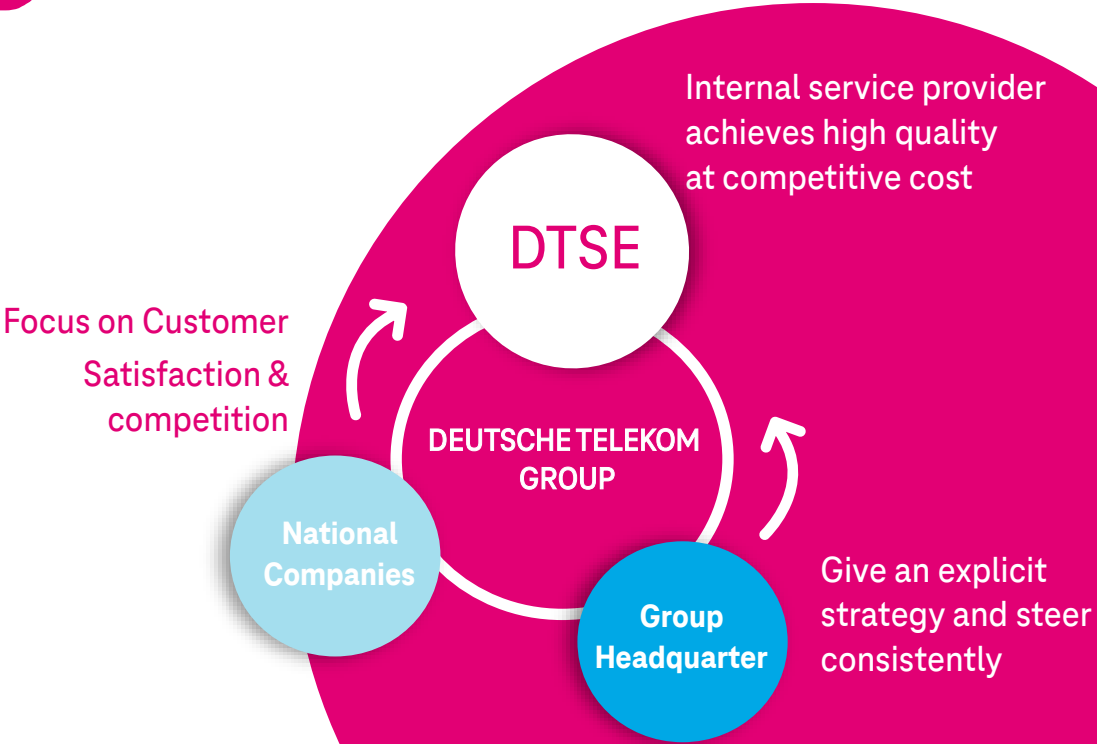 Internal service provider
achieves high quality
at competitive cost
DTSE
Focus on Customer
Satisfaction &
competition
DEUTSCHE TELEKOM
GROUP
National
Companies
Group
Headquarter
Give an explicit
strategy and steer
consistently